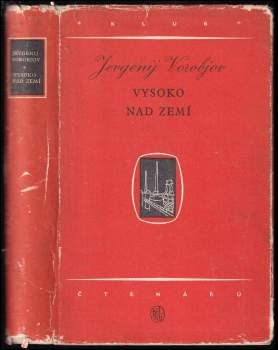 JEVGENIJ
VOROBJOV
VYSOKO
NAD ZEMÍ
* KLUB *
Jevgenij Vorobjov
VYSOKO
NAD ZEMÍ
ČTENÁŘŮ